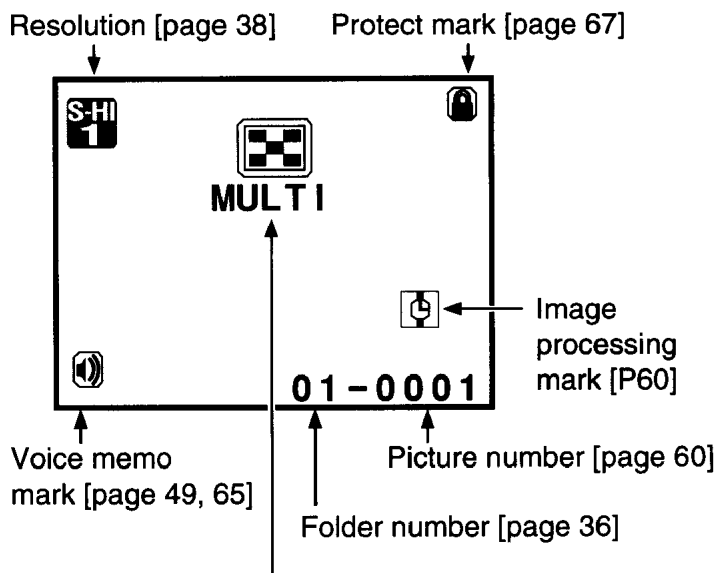 Resolution [page 38]
Protect mark [page 67]
S-HI
1
MULTI
Image
processing
mark [P60]
01-0001
Voice memo
mark [page 49, 65]
Picture number [page 60]
Folder number [page 36]